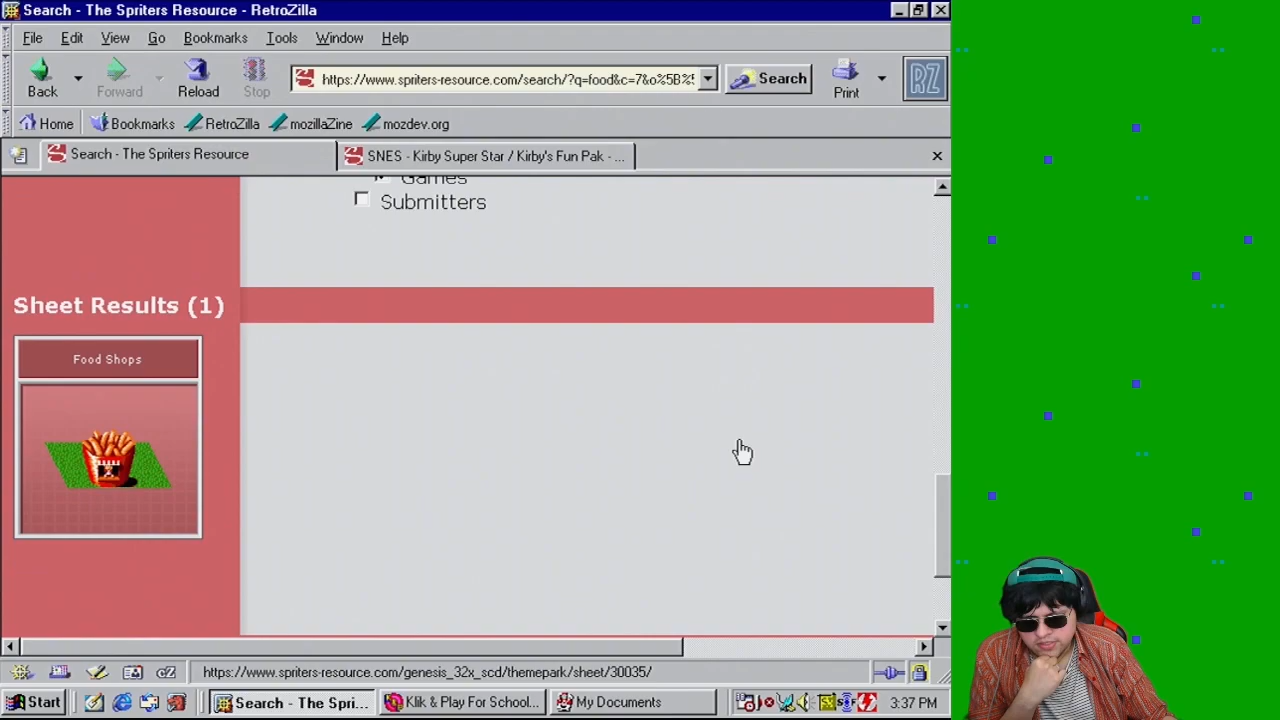 Search - The Spriters Resource - RetroZilla
File Edit View Go Bookmarks Tools Window Help
https://www.spriters-resource.com/search/?q=food&c=7&o%5B%5
Search
Back Forward Reload Stop Print
RZ
Home Bookmarks RetroZilla mozillaZine mozdev.org
Search - The Spriters Resource
SNES - Kirby Super Star / Kirby's Fun Pak - ...
Games
Submitters
Sheet Results (1)
Food Shops
https://www.spriters-resource.com/genesis_32x_scd/themepark/sheet/30035/
Start Search - The Spri... Klik & Play For School... My Documents 3:37 PM